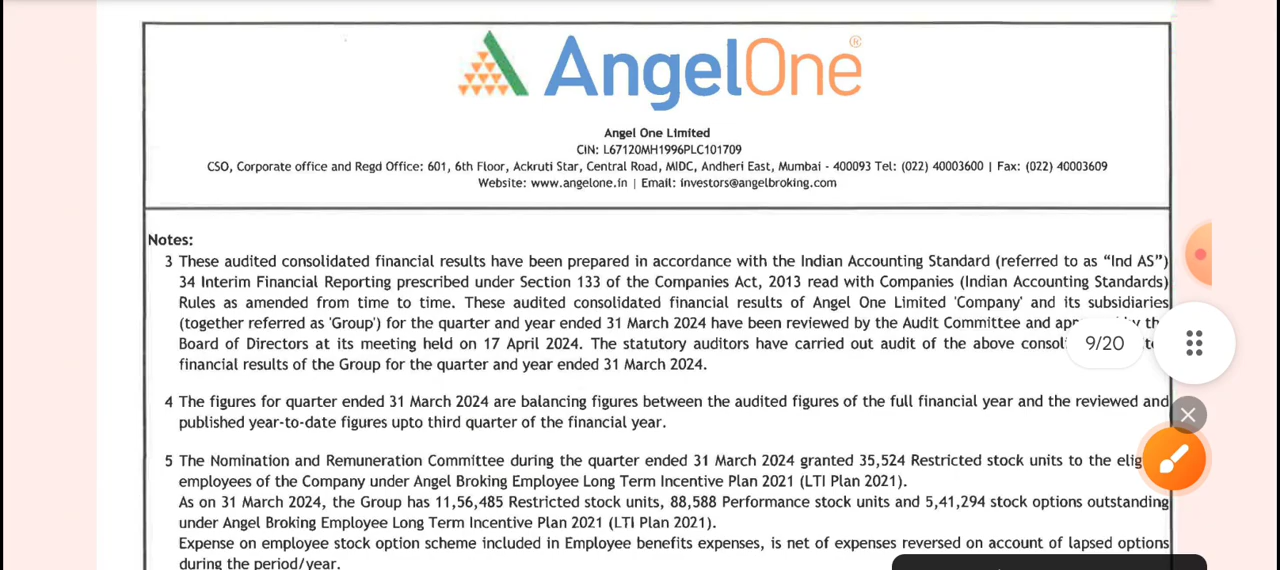 AngelOne®
Angel One Limited
CIN: L67120MH1996PLC101709
CSO, Corporate office and Regd Office: 601, 6th Floor, Ackruti Star, Central Road, MIDC, Andheri East, Mumbai - 400093 Tel: (022) 40003600 | Fax: (022) 40003609
Website: www.angelone.in | Email: investors@angelbroking.com
Notes:
3 These audited consolidated financial results have been prepared in accordance with the Indian Accounting Standard (referred to as “Ind AS”)
34 Interim Financial Reporting prescribed under Section 133 of the Companies Act, 2013 read with Companies (Indian Accounting Standards)
Rules as amended from time to time. These audited consolidated financial results of Angel One Limited 'Company' and its subsidiaries
(together referred as 'Group') for the quarter and year ended 31 March 2024 have been reviewed by the Audit Committee and
Board of Directors at its meeting held on 17 April 2024. The statutory auditors have carried out audit of the above
9/20
financial results of the Group for the quarter and year ended 31 March 2024.
4 The figures for quarter ended 31 March 2024 are balancing figures between the audited figures of the full financial year and the reviewed and
published year-to-date figures upto third quarter of the financial year.
5 The Nomination and Remuneration Committee during the quarter ended 31 March 2024 granted 35,524 Restricted stock units to the
employees of the Company under Angel Broking Employee Long Term Incentive Plan 2021 (LTI Plan 2021).
As on 31 March 2024, the Group has 11,56,485 Restricted stock units, 88,588 Performance stock units and 5,41,294 stock options outstanding
under Angel Broking Employee Long Term Incentive Plan 2021 (LTI Plan 2021).
Expense on employee stock option scheme included in Employee benefits expenses, is net of expenses reversed on account of lapsed options
during the period/year.